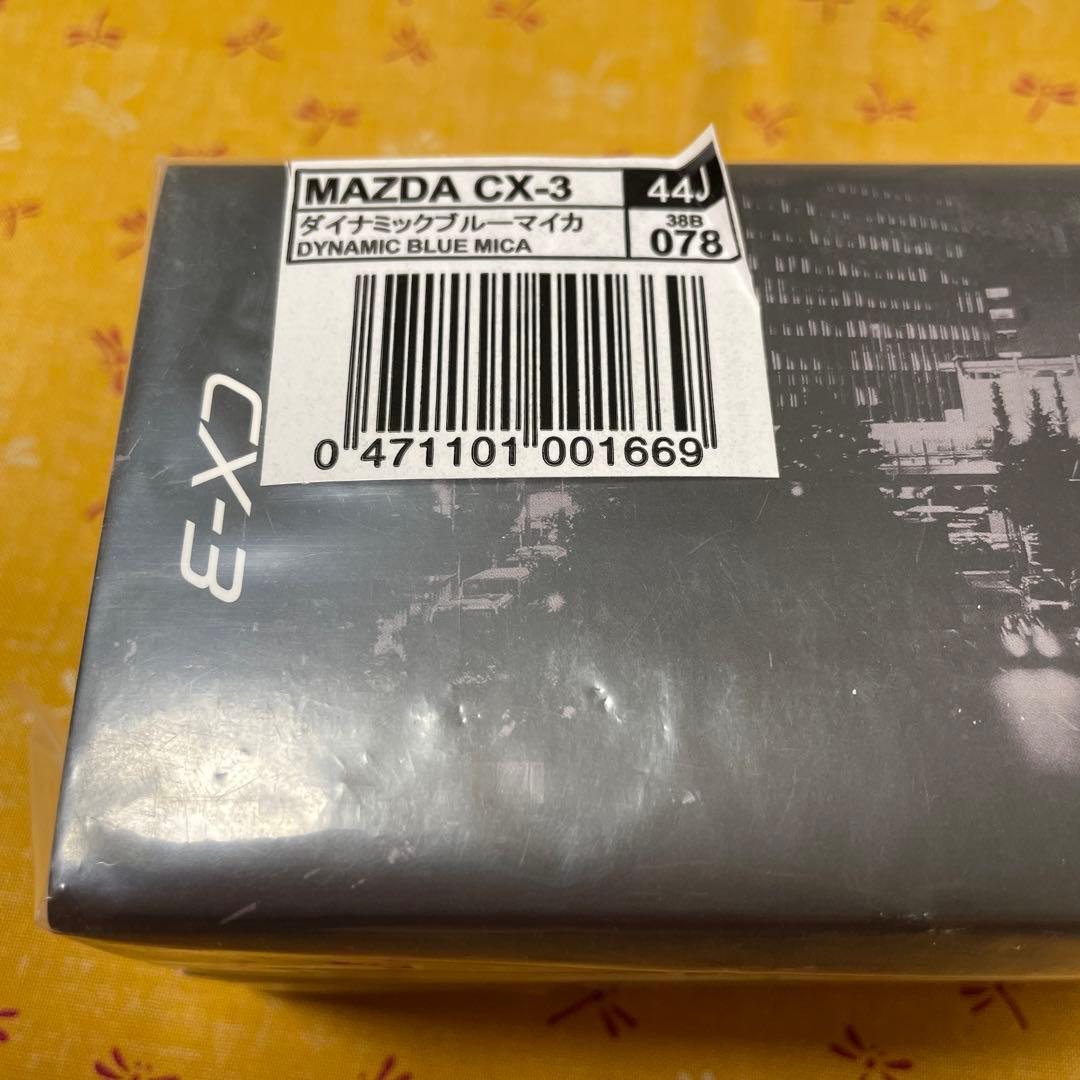 MAZDA CX-3
44J
ダイナミックブルーマイカ
DYNAMIC BLUE MICA
38B
078
0 471101 001669
CX-3